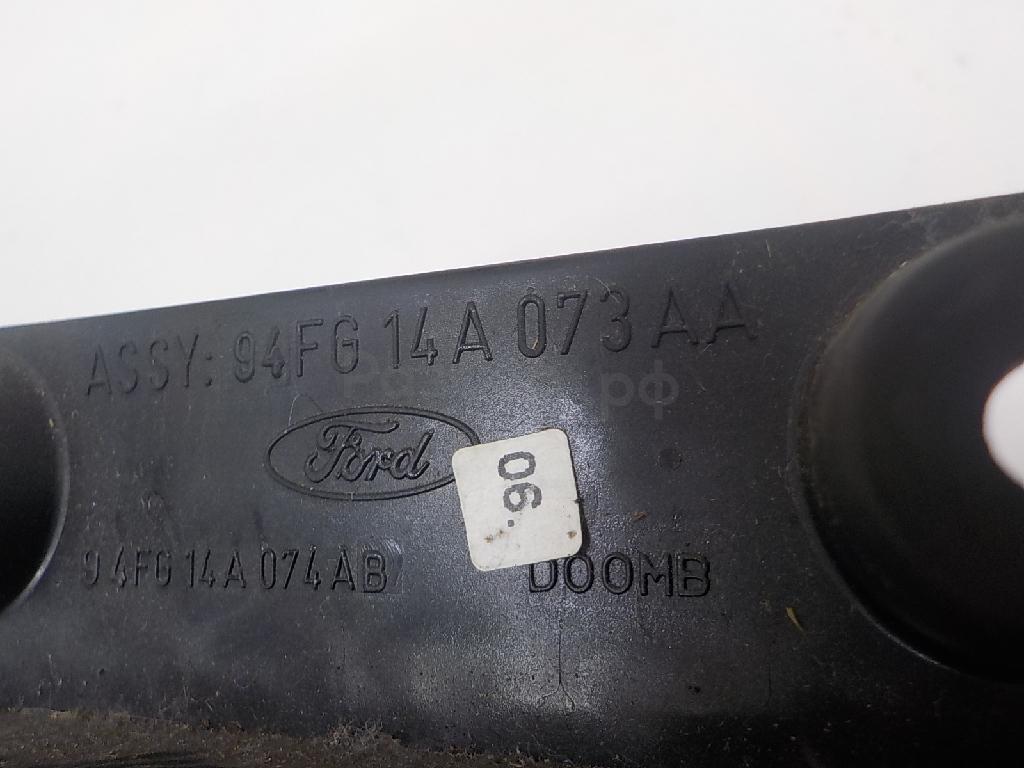 ASSY: 94FG 14A 073 AA
Ford
06.
94FG 14A 074 AB
DOOMB